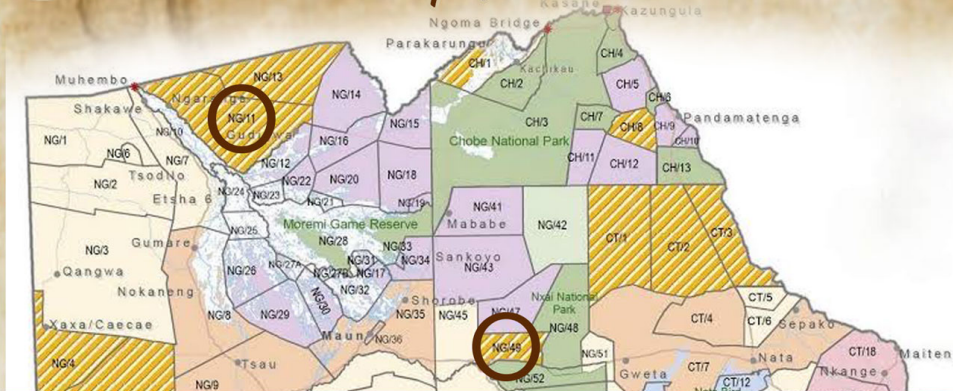 Kasane
Kazungula
Ngoma Bridge
Parakarungu
CH/1
Kachikau
CH/2
CH/4
Muhembo
NG/13
NG/14
CH/5
CH/6
Shakawe
NG/11
Gudigwa
NG/15
CH/3
CH/7
CH/8
CH/9
Pandamatenga
NG/1
NG/10
NG/16
Chobe National Park
CH/10
NG/6
NG/7
NG/12
CH/11
CH/12
CH/13
Tsodilo
NG/2
NG/22
NG/20
NG/18
Etsha 6
NG/24
NG/23
NG/21
NG/19
NG/41
Moremi Game Reserve
Mababe
NG/42
NG/25
NG/28
CT/1
CT/2
CT/3
Gumare
NG/33
NG/3
NG/26
NG/27A
NG/31
NG/34
Sankoyo
NG/43
Qangwa
NG/27B
NG/17
Nokaneng
NG/32
Nxai National
Park
NG/8
NG/29
NG/30
NG/35
Shorobe
NG/45
NG/47
NG/48
CT/4
CT/5
CT/6
Sepako
Xaxa/Caecae
Maun
NG/36
NG/49
NG/51
CT/18
Maiten
NG/4
Tsau
Gweta
CT/7
Nata
Nkange
NG/9
NG/52
CT/12